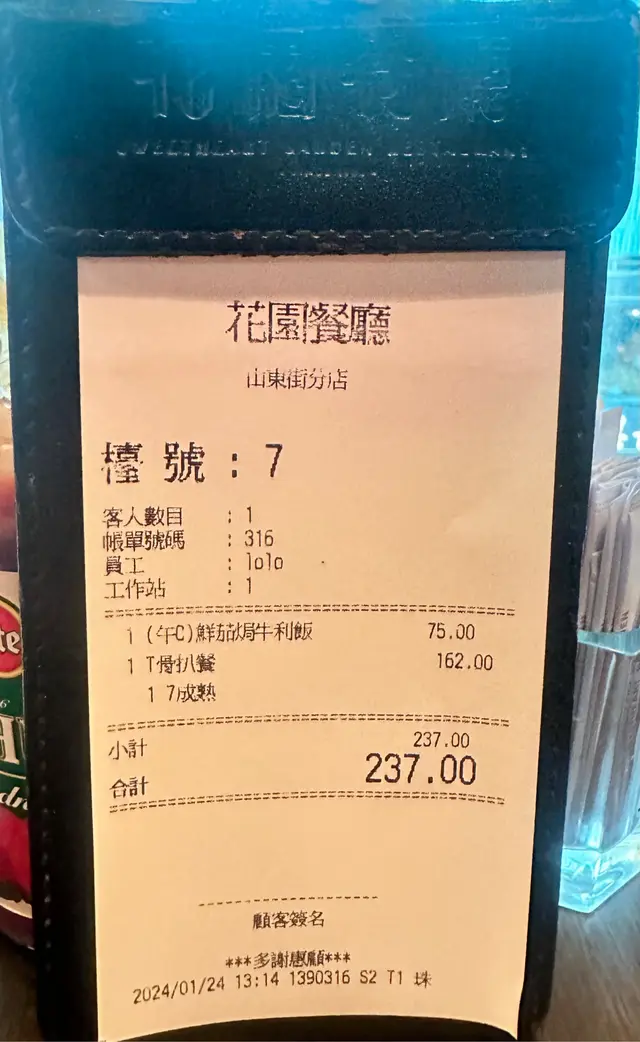 花園餐廳
山東街分店
檯號：7
客人數目 : 1
帳單號碼 : 316
員工 : lolo
工作站 : 1
1 (午C)鮮茄焗牛利飯 75.00
1 T骨扒餐 162.00
1 7成熟
小計 237.00
合計 237.00
顧客簽名
***多謝惠顧***
2024/01/24 13:14 1390316 S2 T1 珠